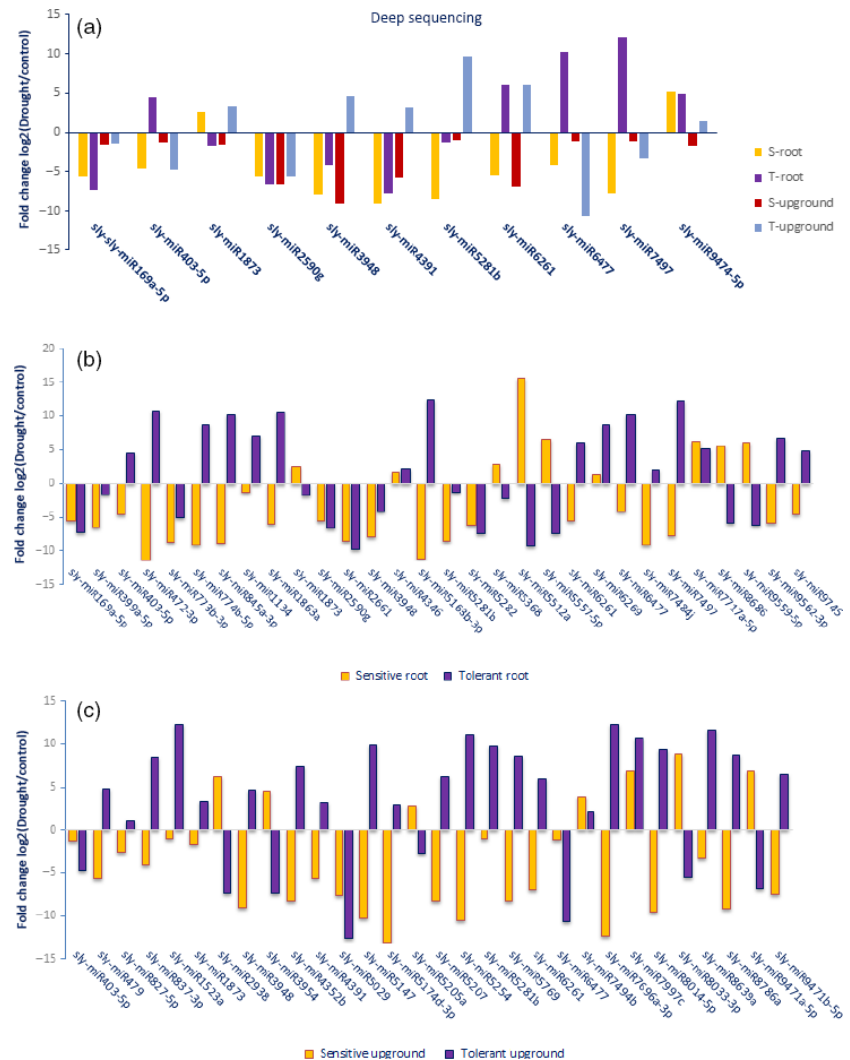 (a)
Deep sequencing
Fold change log2(Drought/control)
15
10
5
0
−5
−10
−15
S-root
T-root
S-upground
T-upground
sly-sly-miR169a-5p
sly-miR403-5p
sly-miR1873
sly-miR2590g
sly-miR3948
sly-miR4391
sly-miR5281b
sly-miR6261
sly-miR6477
sly-miR7497
sly-miR9474-5p
(b)
Fold change log2(Drought/control)
20
15
10
5
0
−5
−10
−15
sly-miR169a-5p
sly-miR399a-5p
sly-miR403-5p
sly-miR472-3p
sly-miR773b-3p
sly-miR774b-5p
sly-miR845a-3p
sly-miR1134
sly-miR1863a
sly-miR1873
sly-miR2590g
sly-miR2661
sly-miR3948
sly-miR4346
sly-miR5163b-3p
sly-miR5281b
sly-miR5282
sly-miR5368
sly-miR5512a
sly-miR5557-5p
sly-miR6261
sly-miR6269
sly-miR6477
sly-miR7484j
sly-miR7497
sly-miR7717a-5p
sly-miR8686
sly-miR9559-5p
sly-miR9562-3p
sly-miR9745
Sensitive root
Tolerant root
(c)
Fold change log2(Drought/control)
15
10
5
0
−5
−10
−15
sly-miR403-5p
sly-miR479
sly-miR827-5p
sly-miR837-3p
sly-miR1523a
sly-miR1873
sly-miR2938
sly-miR3948
sly-miR3954
sly-miR4352b
sly-miR4391
sly-miR5029
sly-miR5147
sly-miR5174d-3p
sly-miR5205a
sly-miR5207
sly-miR5254
sly-miR5281b
sly-miR5769
sly-miR6261
sly-miR6477
sly-miR7494b
sly-miR7696a-3p
sly-miR7997c
sly-miR8014-5p
sly-miR8033-3p
sly-miR8639a
sly-miR8786a
sly-miR9471a-5p
sly-miR9471b-5p
Sensitive upground
Tolerant upground